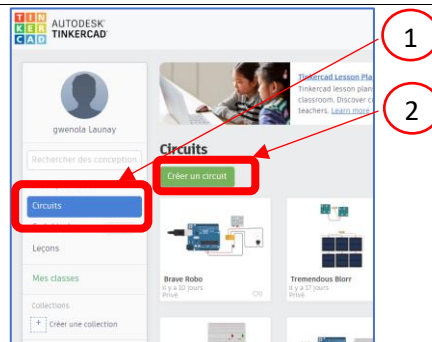 TIN
KER
CAD
AUTODESK
TINKERCAD
1
2
gwenola Launay
Rechercher des conception
Circuits
Leçons
Mes classes
Collections
+ Créer une collection
Tinkercad Lesson Pla
Tinkercad lesson plan
classroom. Discover c
teachers. Learn more
Circuits
Créer un circuit
Brave Robo
Il y a 10 jours
Privé
Tremendous Blorr
Il y a 17 jours
Privé